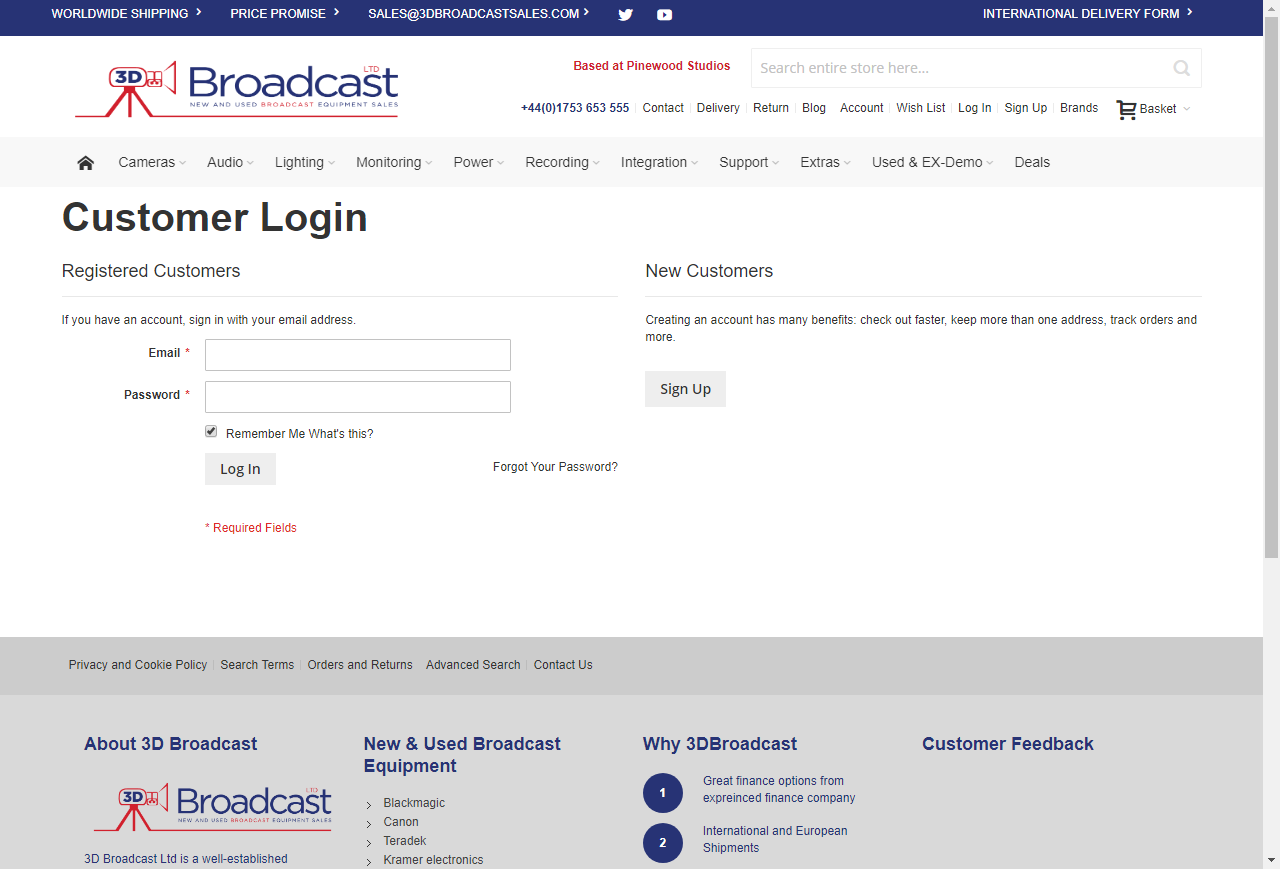 WORLDWIDE SHIPPING PRICE PROMISE SALES@3DBROADCASTSALES.COM INTERNATIONAL DELIVERY FORM
3D Broadcast LTD
NEW AND USED BROADCAST EQUIPMENT SALES
Based at Pinewood Studios
Search entire store here...
+44(0)1753 653 555 Contact Delivery Return Blog Account Wish List Log In Sign Up Brands Basket
Cameras Audio Lighting Monitoring Power Recording Integration Support Extras Used & EX-Demo Deals
Customer Login
Registered Customers
If you have an account, sign in with your email address.
Email *
Password *
Remember Me What's this?
Log In
Forgot Your Password?
* Required Fields
New Customers
Creating an account has many benefits: check out faster, keep more than one address, track orders and
more.
Sign Up
Privacy and Cookie Policy Search Terms Orders and Returns Advanced Search Contact Us
About 3D Broadcast
3D Broadcast LTD
NEW AND USED BROADCAST EQUIPMENT SALES
3D Broadcast Ltd is a well-established
New & Used Broadcast
Equipment
Blackmagic
Canon
Teradek
Kramer electronics
Why 3DBroadcast
1 Great finance options from
expreinced finance company
2 International and European
Shipments
Customer Feedback